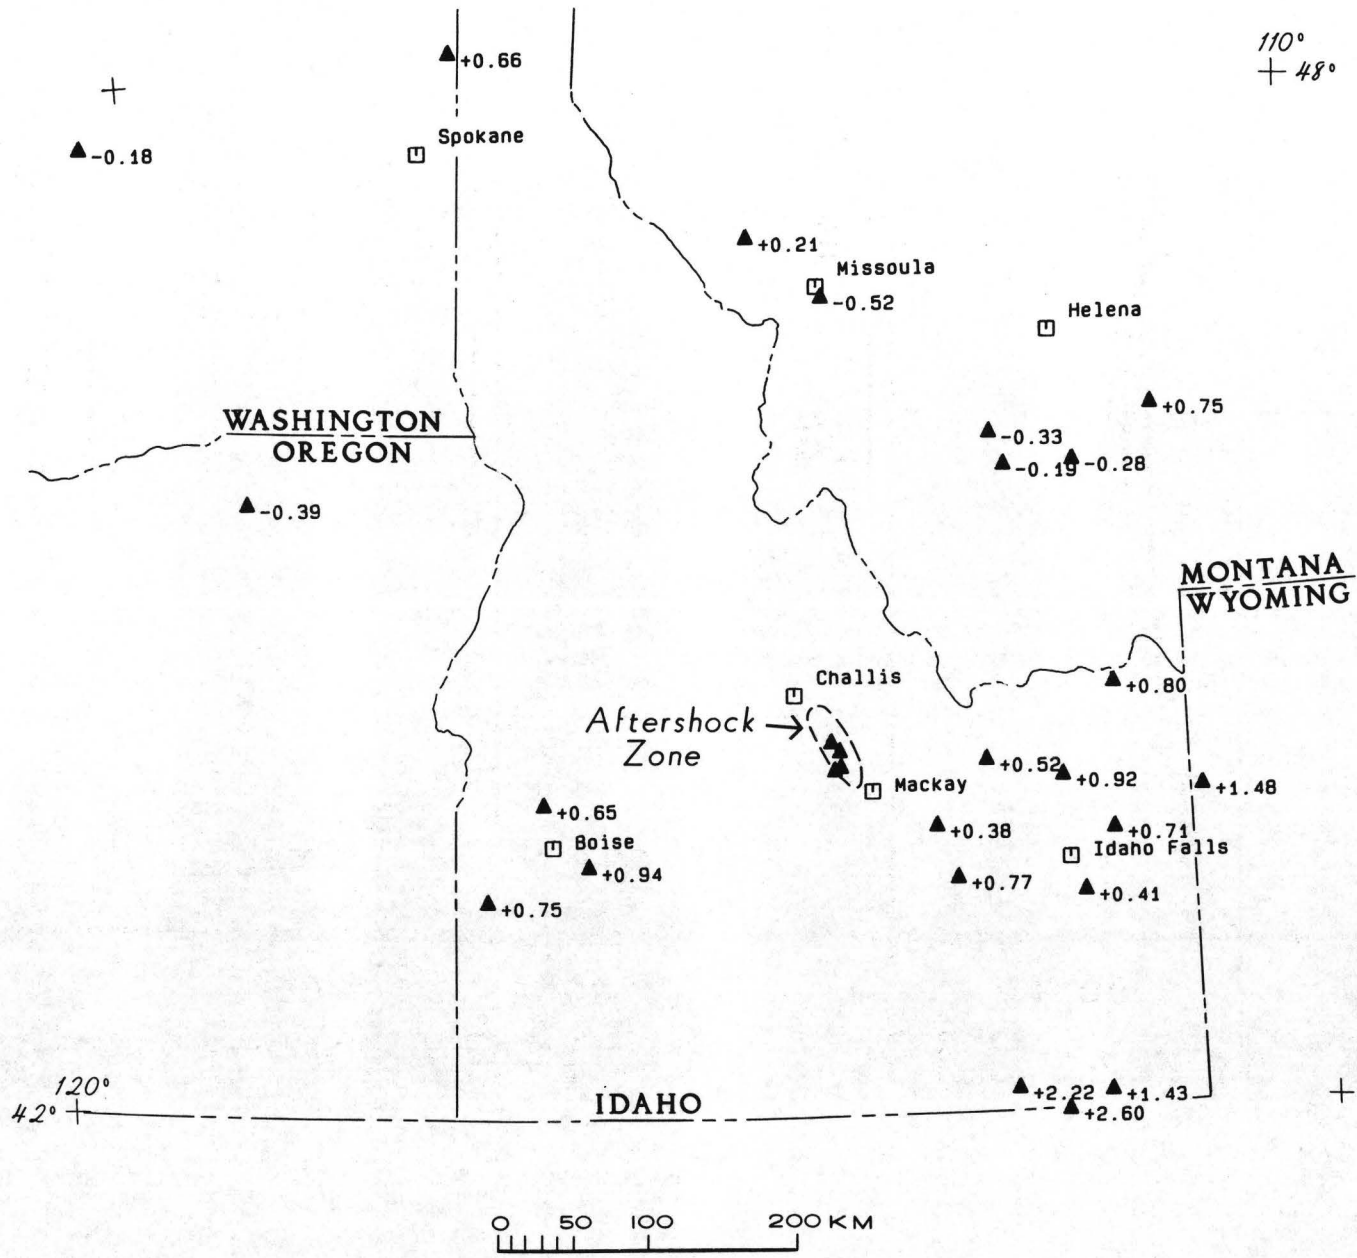 110°
48°
+0.66
Spokane
-0.18
+0.21
Missoula
-0.52
Helena
+0.75
WASHINGTON
OREGON
-0.33
-0.19
-0.28
-0.39
MONTANA
WYOMING
Challis
+0.80
Aftershock
Zone
+0.52
+0.92
+1.48
Mackay
+0.65
+0.38
+0.71
Boise
Idaho Falls
+0.94
+0.77
+0.41
+0.75
120°
42°
IDAHO
+2.22
+1.43
+2.60
0 50 100 200 KM